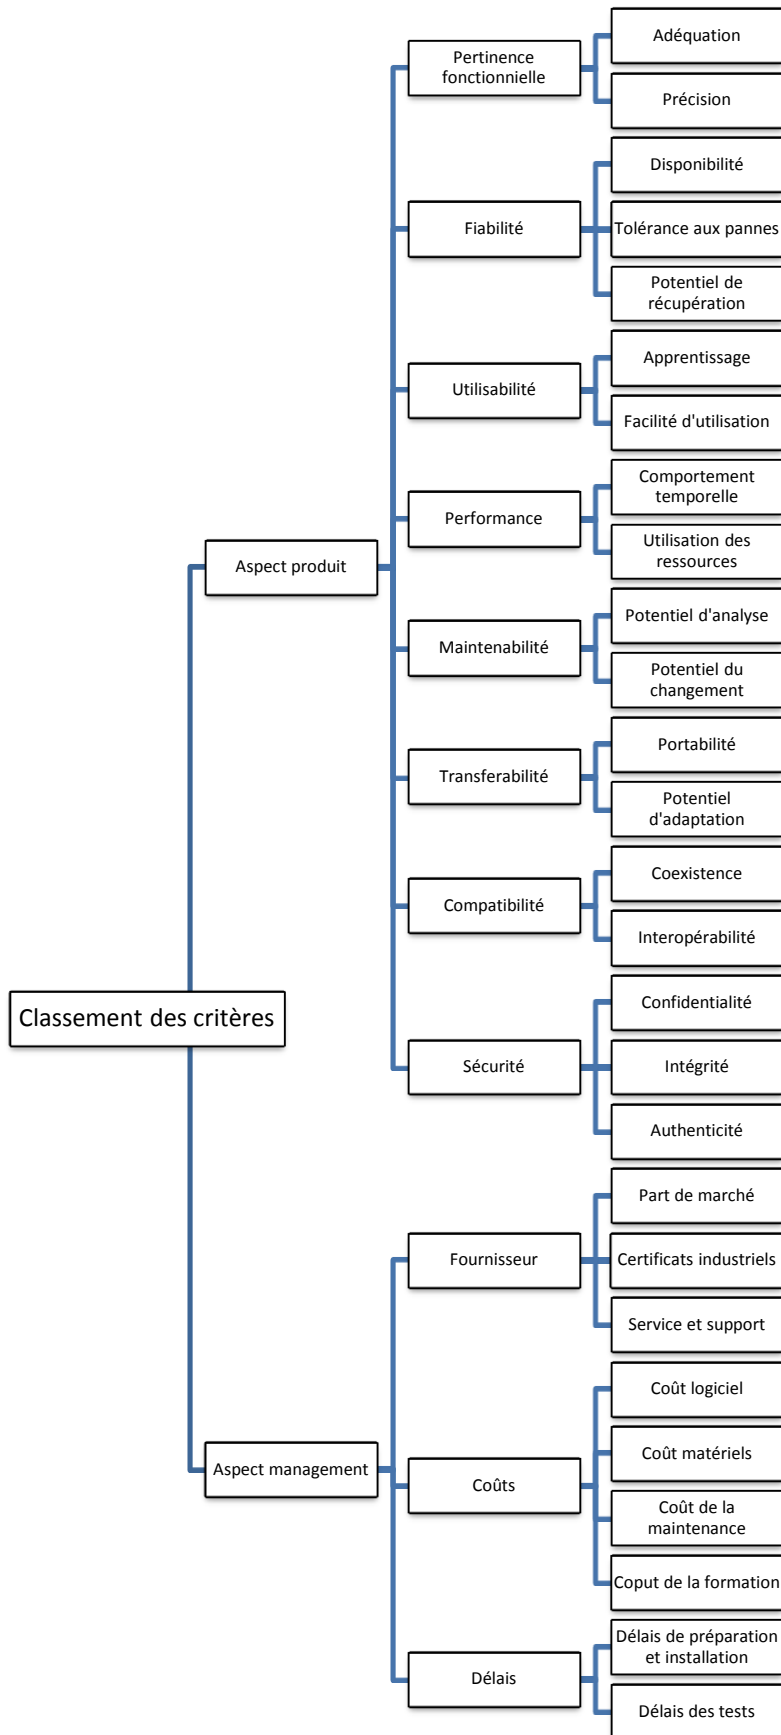 Classement des critères
Aspect produit
Pertinence
fonctionnelle
Adéquation
Précision
Fiabilité
Disponibilité
Tolérance aux pannes
Potentiel de
récupération
Utilisabilité
Apprentissage
Facilité d'utilisation
Performance
Comportement
temporelle
Utilisation des
ressources
Maintenabilité
Potentiel d'analyse
Potentiel du
changement
Transferabilité
Portabilité
Potentiel
d'adaptation
Compatibilité
Coexistence
Interopérabilité
Sécurité
Confidentialité
Intégrité
Authenticité
Aspect management
Fournisseur
Part de marché
Certificats industriels
Service et support
Coûts
Coût logiciel
Coût matériels
Coût de la
maintenance
Coput de la formation
Délais
Délais de préparation
et installation
Délais des tests